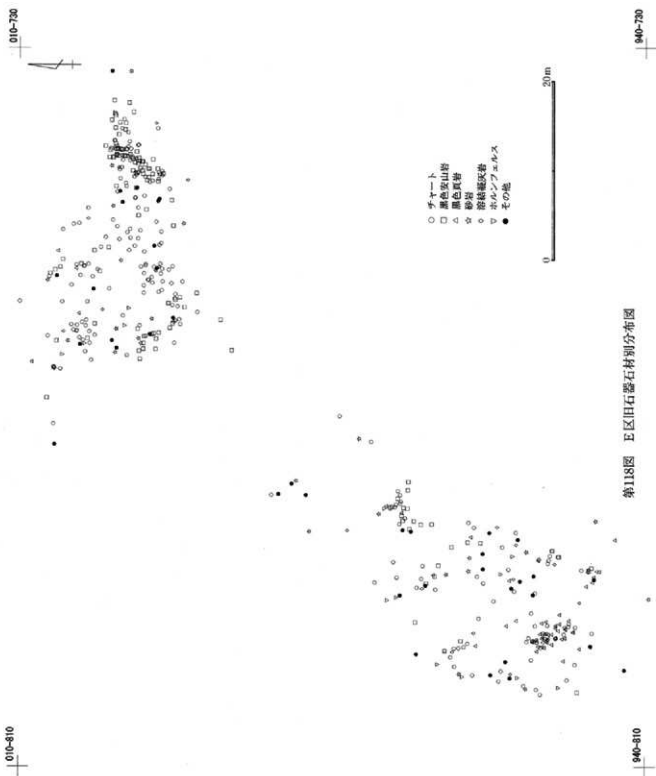 010-730
940-730
○ チャート
□ 黒色安山岩
△ 黒色頁岩
☆ 砂岩
◇ 溶結凝灰岩
▽ ホルンフェルス
● その他
0 20m
第118図 E区旧石器石材別分布図
010-810
940-810